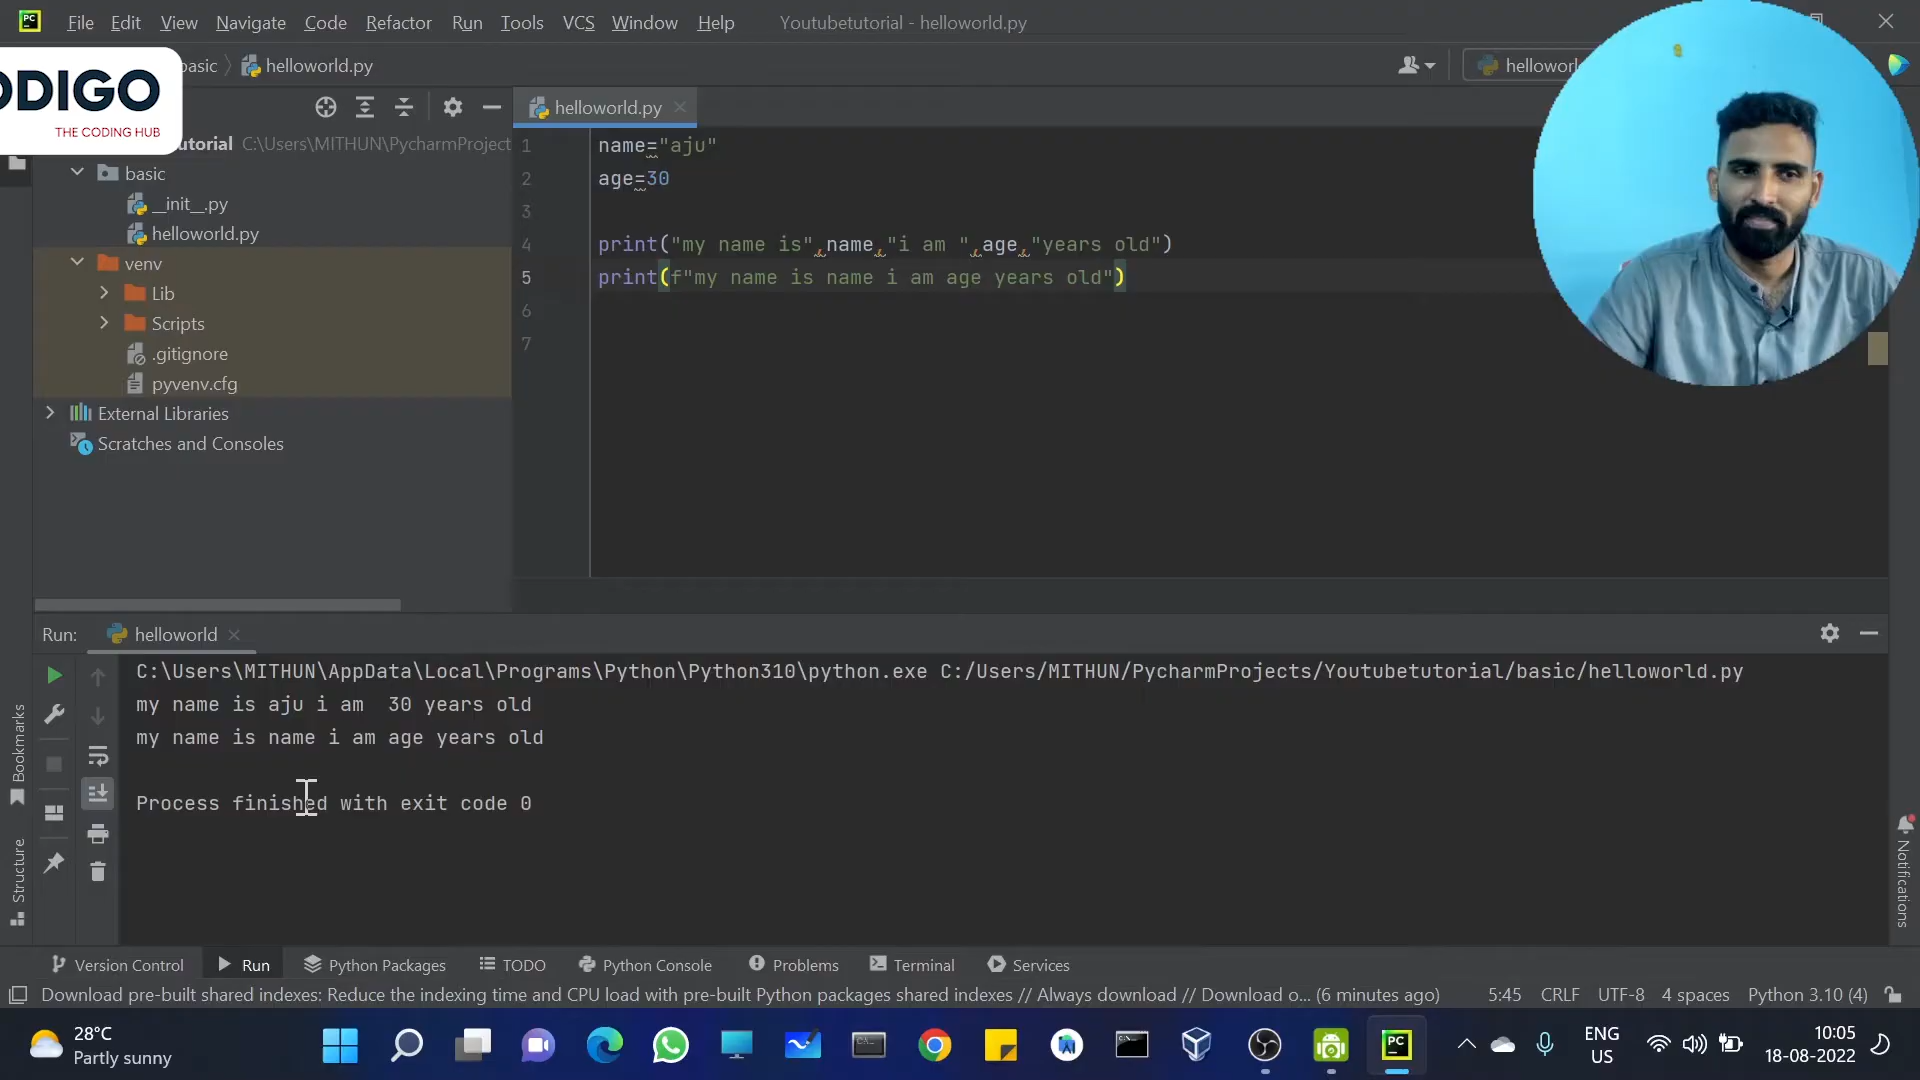 File Edit View Navigate Code Refactor Run Tools VCS Window Help Youtubetutorial - helloworld.py
ODIGO
THE CODING HUB
basic helloworld.py
helloworld.py
utorial C:\Users\MITHUN\PycharmProject
basic
__init__.py
helloworld.py
venv
Lib
Scripts
.gitignore
pyvenv.cfg
External Libraries
Scratches and Consoles
helloworld.py
1 name="aju"
2 age=30
3
4 print("my name is",name,"i am ",age,"years old")
5 print(f"my name is name i am age years old")
6
7
Run: helloworld
C:\Users\MITHUN\AppData\Local\Programs\Python\Python310\python.exe C:/Users/MITHUN/PycharmProjects/Youtubetutorial/basic/helloworld.py
my name is aju i am  30 years old
my name is name i am age years old
Process finished with exit code 0
Bookmarks
Structure
Notifications
Version Control Run Python Packages TODO Python Console Problems Terminal Services
Download pre-built shared indexes: Reduce the indexing time and CPU load with pre-built Python packages shared indexes // Always download // Download o... (6 minutes ago) 5:45 CRLF UTF-8 4 spaces Python 3.10 (4)
28°C
Partly sunny
ENG
US
10:05
18-08-2022